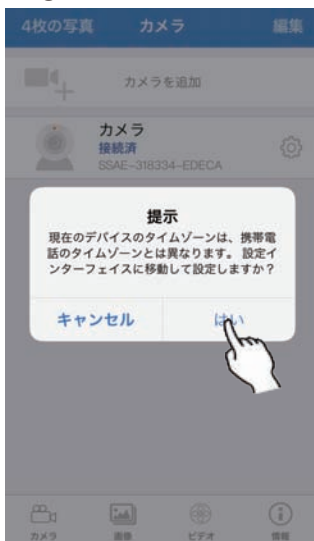 4枚の写真 カメラ 編集
カメラを追加
カメラ
接続済
SSAE-318334-EDECA
提示
現在のデバイスのタイムゾーンは、携帯電
話のタイムゾーンとは異なります。 設定イ
ンターフェイスに移動して設定しますか？
キャンセル はい
カメラ 画像 ビデオ 情報